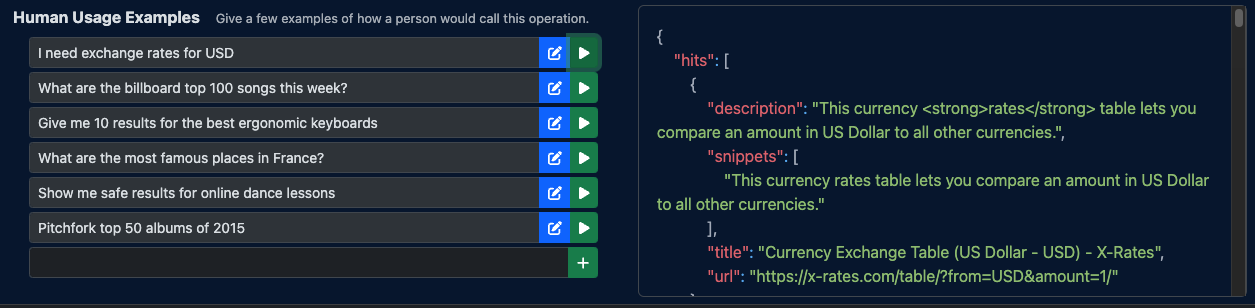 Human Usage Examples Give a few examples of how a person would call this operation.
I need exchange rates for USD
What are the billboard top 100 songs this week?
Give me 10 results for the best ergonomic keyboards
What are the most famous places in France?
Show me safe results for online dance lessons
Pitchfork top 50 albums of 2015
+
{
"hits": [
{
"description": "This currency <strong>rates</strong> table lets you
compare an amount in US Dollar to all other currencies.",
"snippets": [
"This currency rates table lets you compare an amount in US Dollar
to all other currencies."
],
"title": "Currency Exchange Table (US Dollar - USD) - X-Rates",
"url": "https://x-rates.com/table/?from=USD&amount=1/"